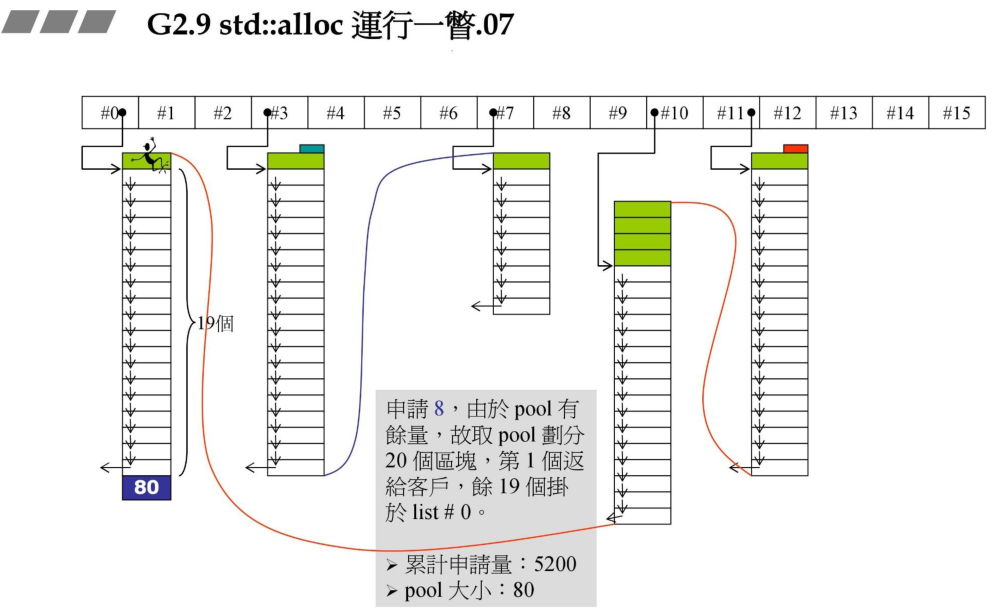 G2.9 std::alloc 運行一瞥.07
#0 #1 #2 #3 #4 #5 #6 #7 #8 #9 #10 #11 #12 #13 #14 #15
19個
80
申請 8，由於 pool 有
餘量，故取 pool 劃分
20 個區塊，第 1 個返
給客戶，餘 19 個掛
於 list # 0。
➢ 累計申請量：5200
➢ pool 大小：80